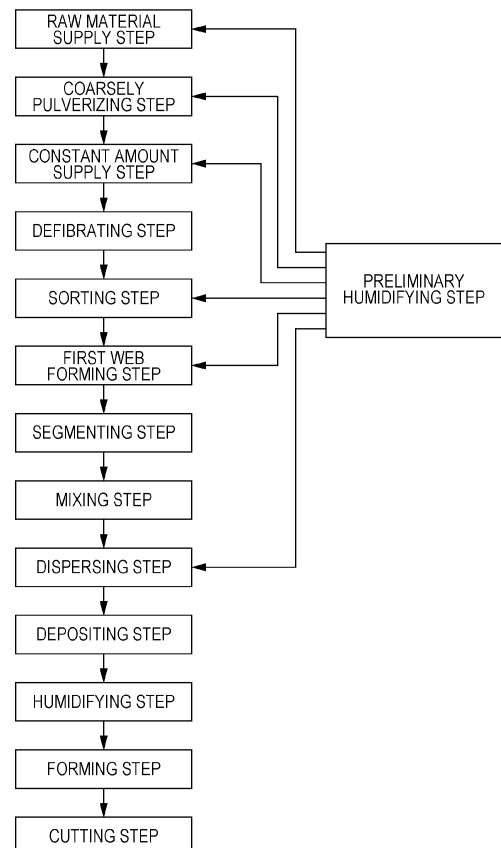 RAW MATERIAL
SUPPLY STEP
COARSELY
PULVERIZING STEP
CONSTANT AMOUNT
SUPPLY STEP
DEFIBRATING STEP
SORTING STEP
FIRST WEB
FORMING STEP
SEGMENTING STEP
MIXING STEP
DISPERSING STEP
DEPOSITING STEP
HUMIDIFYING STEP
FORMING STEP
CUTTING STEP
PRELIMINARY
HUMIDIFYING STEP